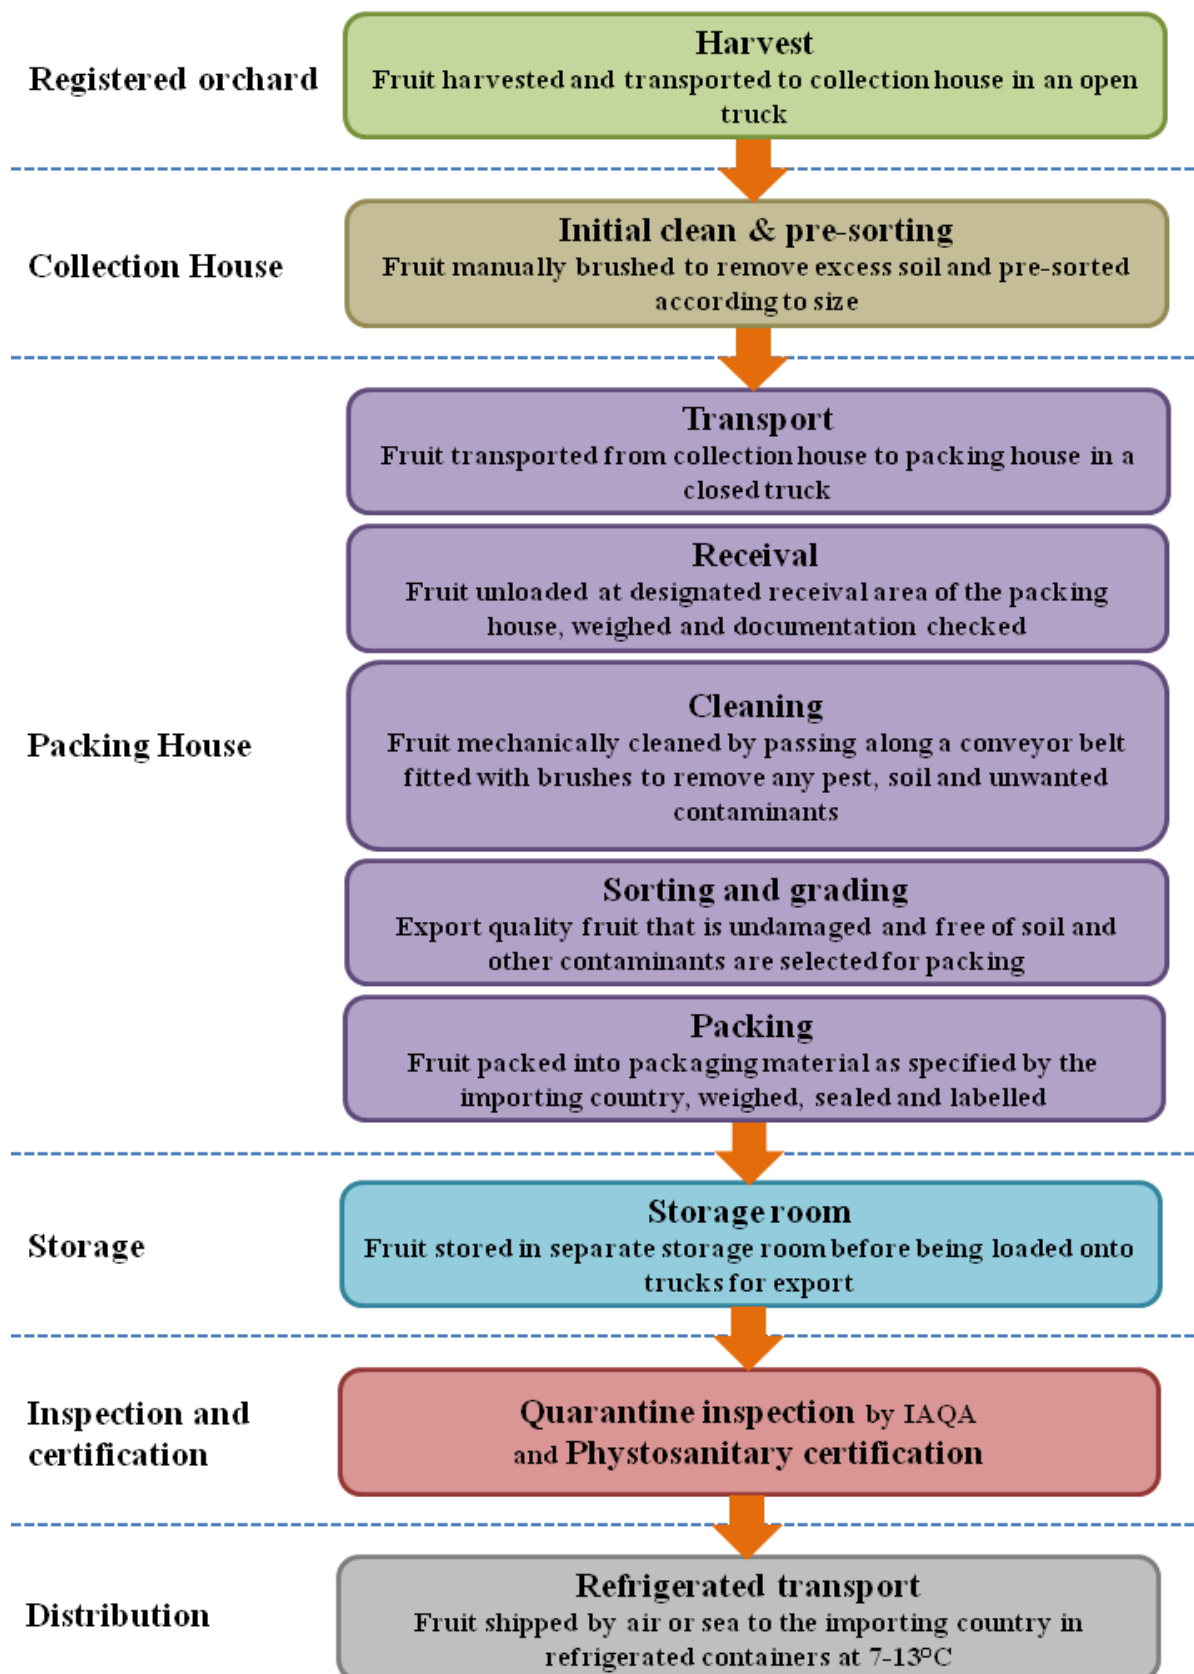 Registered orchard
Harvest
Fruit harvested and transported to collection house in an open
truck
Collection House
Initial clean & pre-sorting
Fruit manually brushed to remove excess soil and pre-sorted
according to size
Packing House
Transport
Fruit transported from collection house to packing house in a
closed truck
Receival
Fruit unloaded at designated receival area of the packing
house, weighed and documentation checked
Cleaning
Fruit mechanically cleaned by passing along a conveyor belt
fitted with brushes to remove any pest, soil and unwanted
contaminants
Sorting and grading
Export quality fruit that is undamaged and free of soil and
other contaminants are selected for packing
Packing
Fruit packed into packaging material as specified by the
importing country, weighed, sealed and labelled
Storage
Storage room
Fruit stored in separate storage room before being loaded onto
trucks for export
Inspection and
certification
Quarantine inspection by IAQA
and Phystosanitary certification
Distribution
Refrigerated transport
Fruit shipped by air or sea to the importing country in
refrigerated containers at 7-13°C